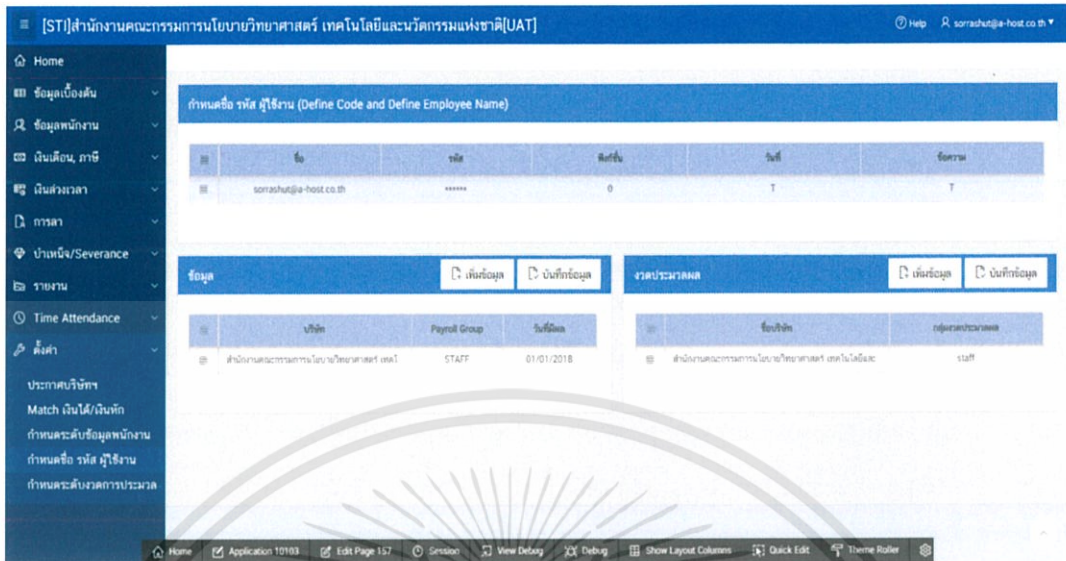 [STI]สำนักงานคณะกรรมการนโยบายวิทยาศาสตร์ เทคโนโลยีและนวัตกรรมแห่งชาติ[UAT]
Help sorrashut@a-host.co.th
Home
ข้อมูลเบื้องต้น
ข้อมูลพนักงาน
เงินเดือน, ภาษี
เงินล่วงเวลา
การลา
บำเหน็จ/Severance
รายงาน
Time Attendance
ตั้งค่า
ประกาศบริษัทฯ
Match เงินได้/เงินหัก
กำหนดระดับข้อมูลพนักงาน
กำหนดชื่อ รหัส ผู้ใช้งาน
กำหนดระดับงวดการประมวล
กำหนดชื่อ รหัส ผู้ใช้งาน (Define Code and Define Employee Name)
ชื่อ รหัส ฟังก์ชั่น วันที่ ข้อความ
sorrashut@a-host.co.th ****** 0 T T
ข้อมูล เพิ่มข้อมูล บันทึกข้อมูล
บริษัท Payroll Group วันที่มีผล
สำนักงานคณะกรรมการนโยบายวิทยาศาสตร์ เทคโ STAFF 01/01/2018
งวดประมวลผล เพิ่มข้อมูล บันทึกข้อมูล
ชื่อบริษัท กลุ่มงวดประมวลผล
สำนักงานคณะกรรมการนโยบายวิทยาศาสตร์ เทคโนโลยีและ staff
Home Application 10103 Edit Page 157 Session View Debug Debug Show Layout Columns Quick Edit Theme Roller